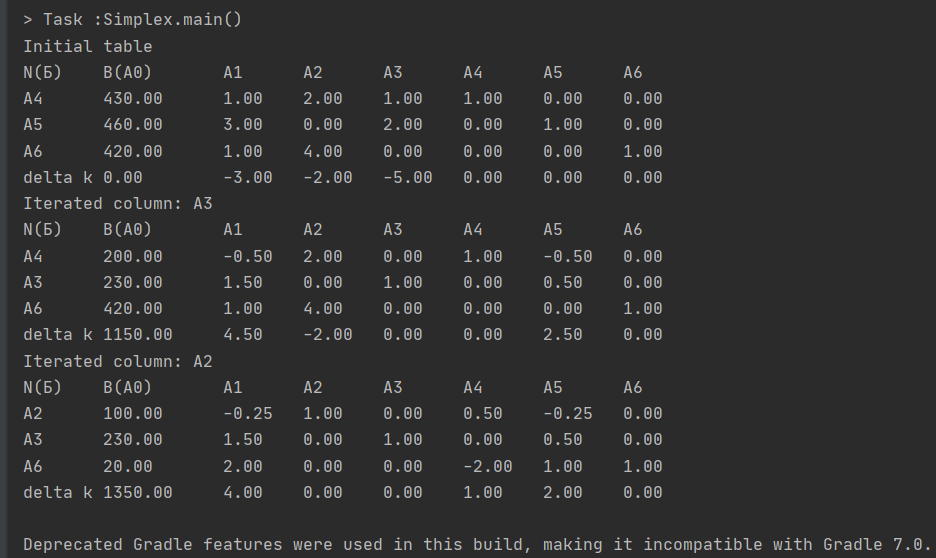 > Task :Simplex.main()
Initial table
N(Б) B(A0) A1 A2 A3 A4 A5 A6
A4 430.00 1.00 2.00 1.00 1.00 0.00 0.00
A5 460.00 3.00 0.00 2.00 0.00 1.00 0.00
A6 420.00 1.00 4.00 0.00 0.00 0.00 1.00
delta k 0.00 -3.00 -2.00 -5.00 0.00 0.00 0.00
Iterated column: A3
N(Б) B(A0) A1 A2 A3 A4 A5 A6
A4 200.00 -0.50 2.00 0.00 1.00 -0.50 0.00
A3 230.00 1.50 0.00 1.00 0.00 0.50 0.00
A6 420.00 1.00 4.00 0.00 0.00 0.00 1.00
delta k 1150.00 4.50 -2.00 0.00 0.00 2.50 0.00
Iterated column: A2
N(Б) B(A0) A1 A2 A3 A4 A5 A6
A2 100.00 -0.25 1.00 0.00 0.50 -0.25 0.00
A3 230.00 1.50 0.00 1.00 0.00 0.50 0.00
A6 20.00 2.00 0.00 0.00 -2.00 1.00 1.00
delta k 1350.00 4.00 0.00 0.00 1.00 2.00 0.00
Deprecated Gradle features were used in this build, making it incompatible with Gradle 7.0.